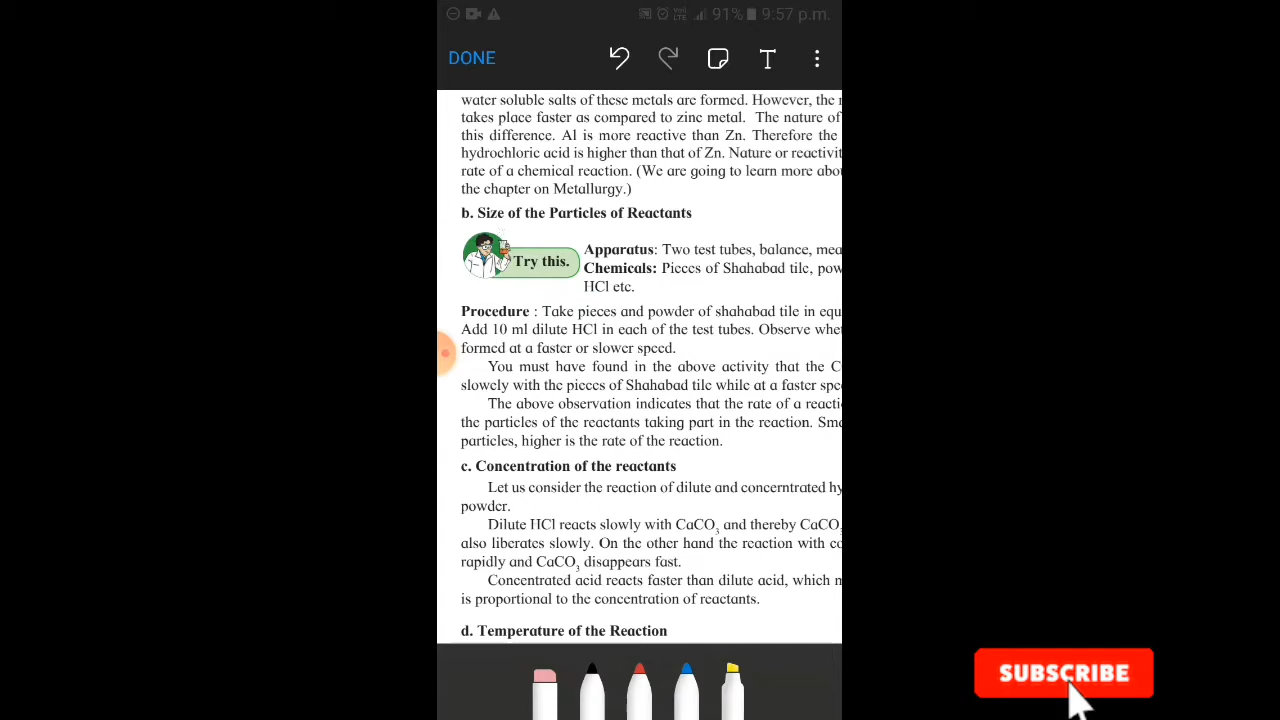 91% 9:57 p.m.
DONE
T
water soluble salts of these metals are formed. However, the
takes place faster as compared to zinc metal. The nature of
this difference. Al is more reactive than Zn. Therefore the
hydrochloric acid is higher than that of Zn. Nature or reactivit
rate of a chemical reaction. (We are going to learn more abo
the chapter on Metallurgy.)
b. Size of the Particles of Reactants
Try this.
Apparatus: Two test tubes, balance, mea
Chemicals: Pieces of Shahabad tile, pow
HCl etc.
Procedure : Take pieces and powder of shahabad tile in equ
Add 10 ml dilute HCl in each of the test tubes. Observe whe
formed at a faster or slower speed.
You must have found in the above activity that the C
slowely with the pieces of Shahabad tile while at a faster spe
The above observation indicates that the rate of a reacti
the particles of the reactants taking part in the reaction. Sm
particles, higher is the rate of the reaction.
c. Concentration of the reactants
Let us consider the reaction of dilute and concerntrated hy
powder.
Dilute HCl reacts slowly with CaCO3 and thereby CaCO3
also liberates slowly. On the other hand the reaction with co
rapidly and CaCO3 disappears fast.
Concentrated acid reacts faster than dilute acid, which m
is proportional to the concentration of reactants.
d. Temperature of the Reaction
SUBSCRIBE